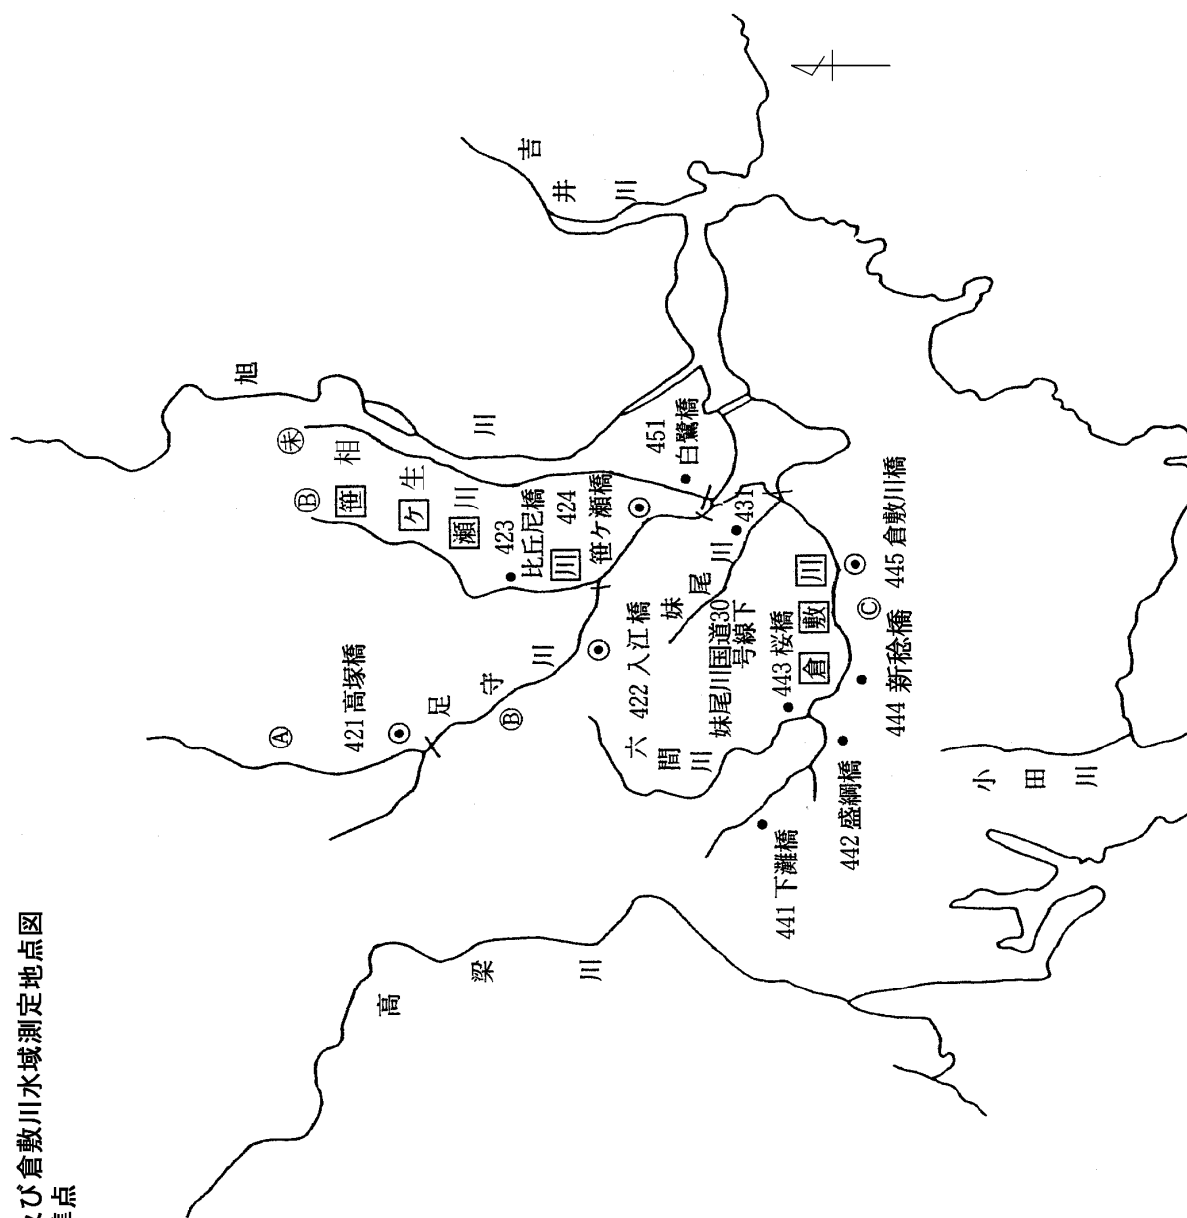 び倉敷川水域測定地点図
点
高梁川
小田川
足守川
笹ケ瀬川
相生川
旭川
吉井川
妹尾川
六間川
倉敷川
Ⓐ
Ⓑ
Ⓑ
Ⓒ
㊍
421 高塚橋
422 入江橋
423
比丘尼橋
424
笹ケ瀬橋
431
妹尾川国道30
号線下
441 下灘橋
442 盛綱橋
443 桜橋
444 新稔橋
445 倉敷川橋
451
白鷺橋